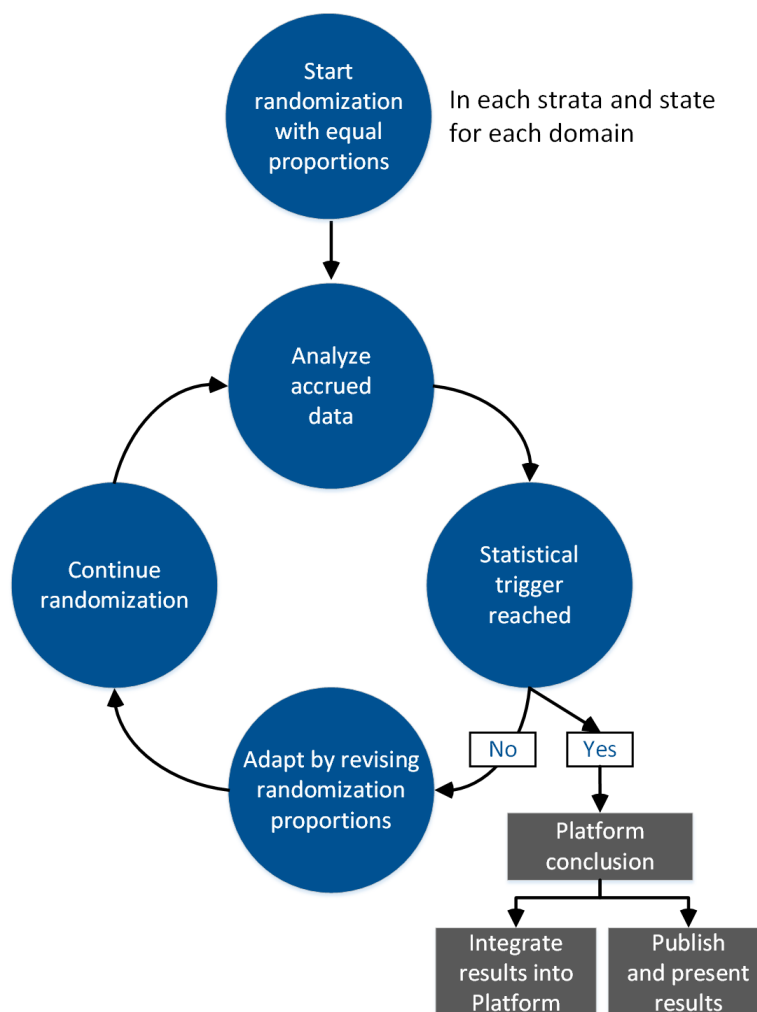 Start
randomization
with equal
proportions
In each strata and state
for each domain
Analyze
accrued
data
Continue
randomization
Statistical
trigger
reached
No
Yes
Adapt by revising
randomization
proportions
Platform
conclusion
Integrate
results into
Platform
Publish
and present
results